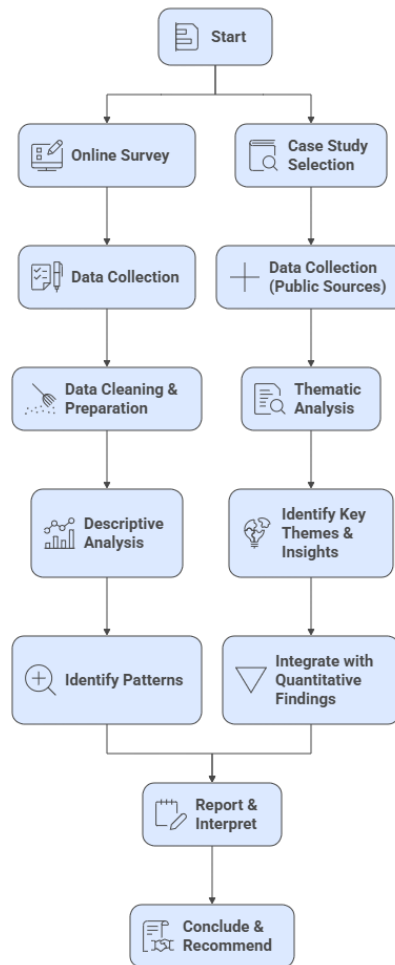 Start
Online Survey
Case Study
Selection
Data Collection
Data Collection
(Public Sources)
Data Cleaning &
Preparation
Thematic
Analysis
Descriptive
Analysis
Identify Key
Themes &
Insights
Identify Patterns
Integrate with
Quantitative
Findings
Report &
Interpret
Conclude &
Recommend